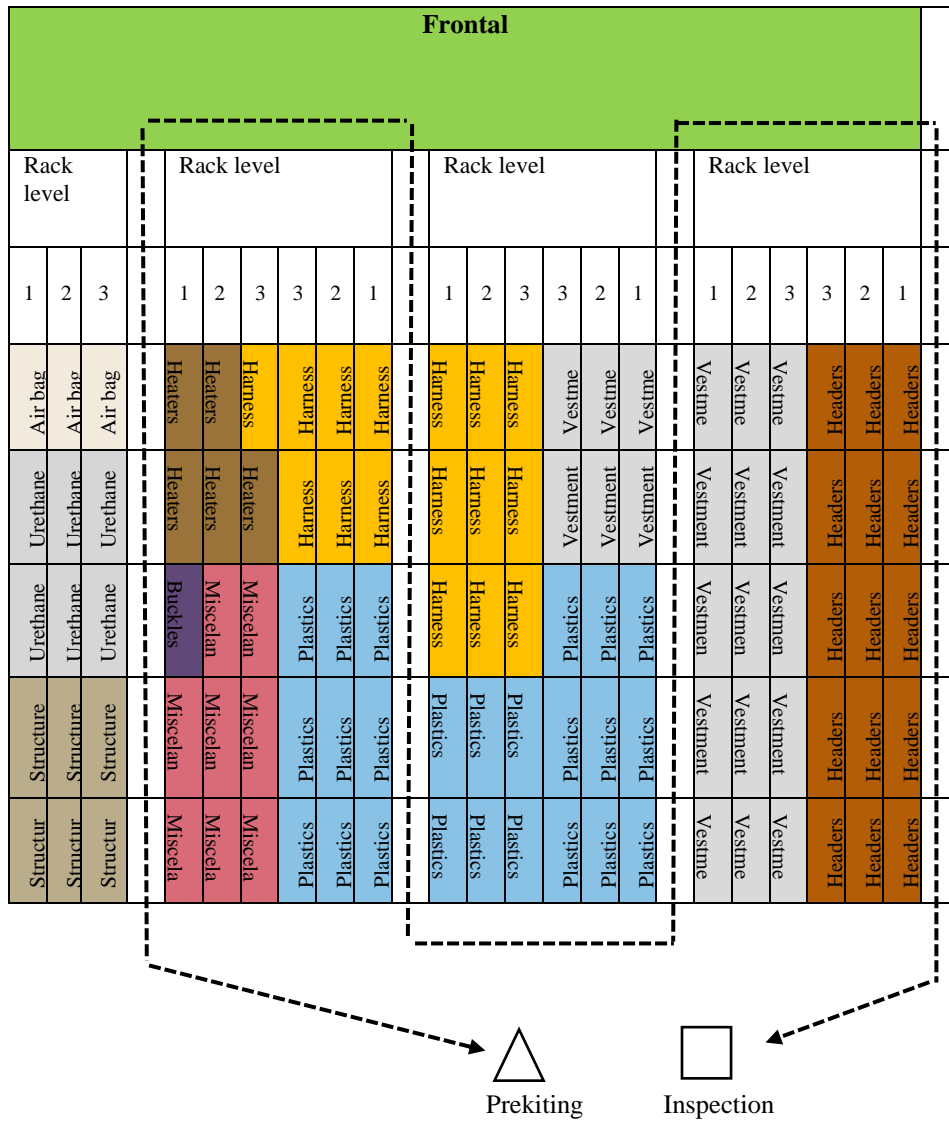 Frontal
Rack
level
Rack level
Rack level
Rack level
1 2 3 1 2 3 3 2 1 1 2 3 3 2 1 1 2 3 3 2 1
Air bag Air bag Air bag Heaters Heaters Harness Harness Harness Harness Harness Harness Harness Vestme Vestme Vestme Vestme Vestme Vestme Headers Headers Headers
Urethane Urethane Urethane Heaters Heaters Heaters Harness Harness Harness Harness Harness Harness Vestment Vestment Vestment Vestment Vestment Vestment Headers Headers Headers
Urethane Urethane Urethane Buckles Miscelan Miscelan Plastics Plastics Plastics Harness Harness Harness Plastics Plastics Plastics Vestmen Vestmen Vestmen Headers Headers Headers
Structure Structure Structure Miscelan Miscelan Miscelan Plastics Plastics Plastics Plastics Plastics Plastics Plastics Plastics Plastics Vestment Vestment Vestment Headers Headers Headers
Structur Structur Structur Miscela Miscela Miscela Plastics Plastics Plastics Plastics Plastics Plastics Plastics Plastics Plastics Vestme Vestme Vestme Headers Headers Headers
Prekiting Inspection